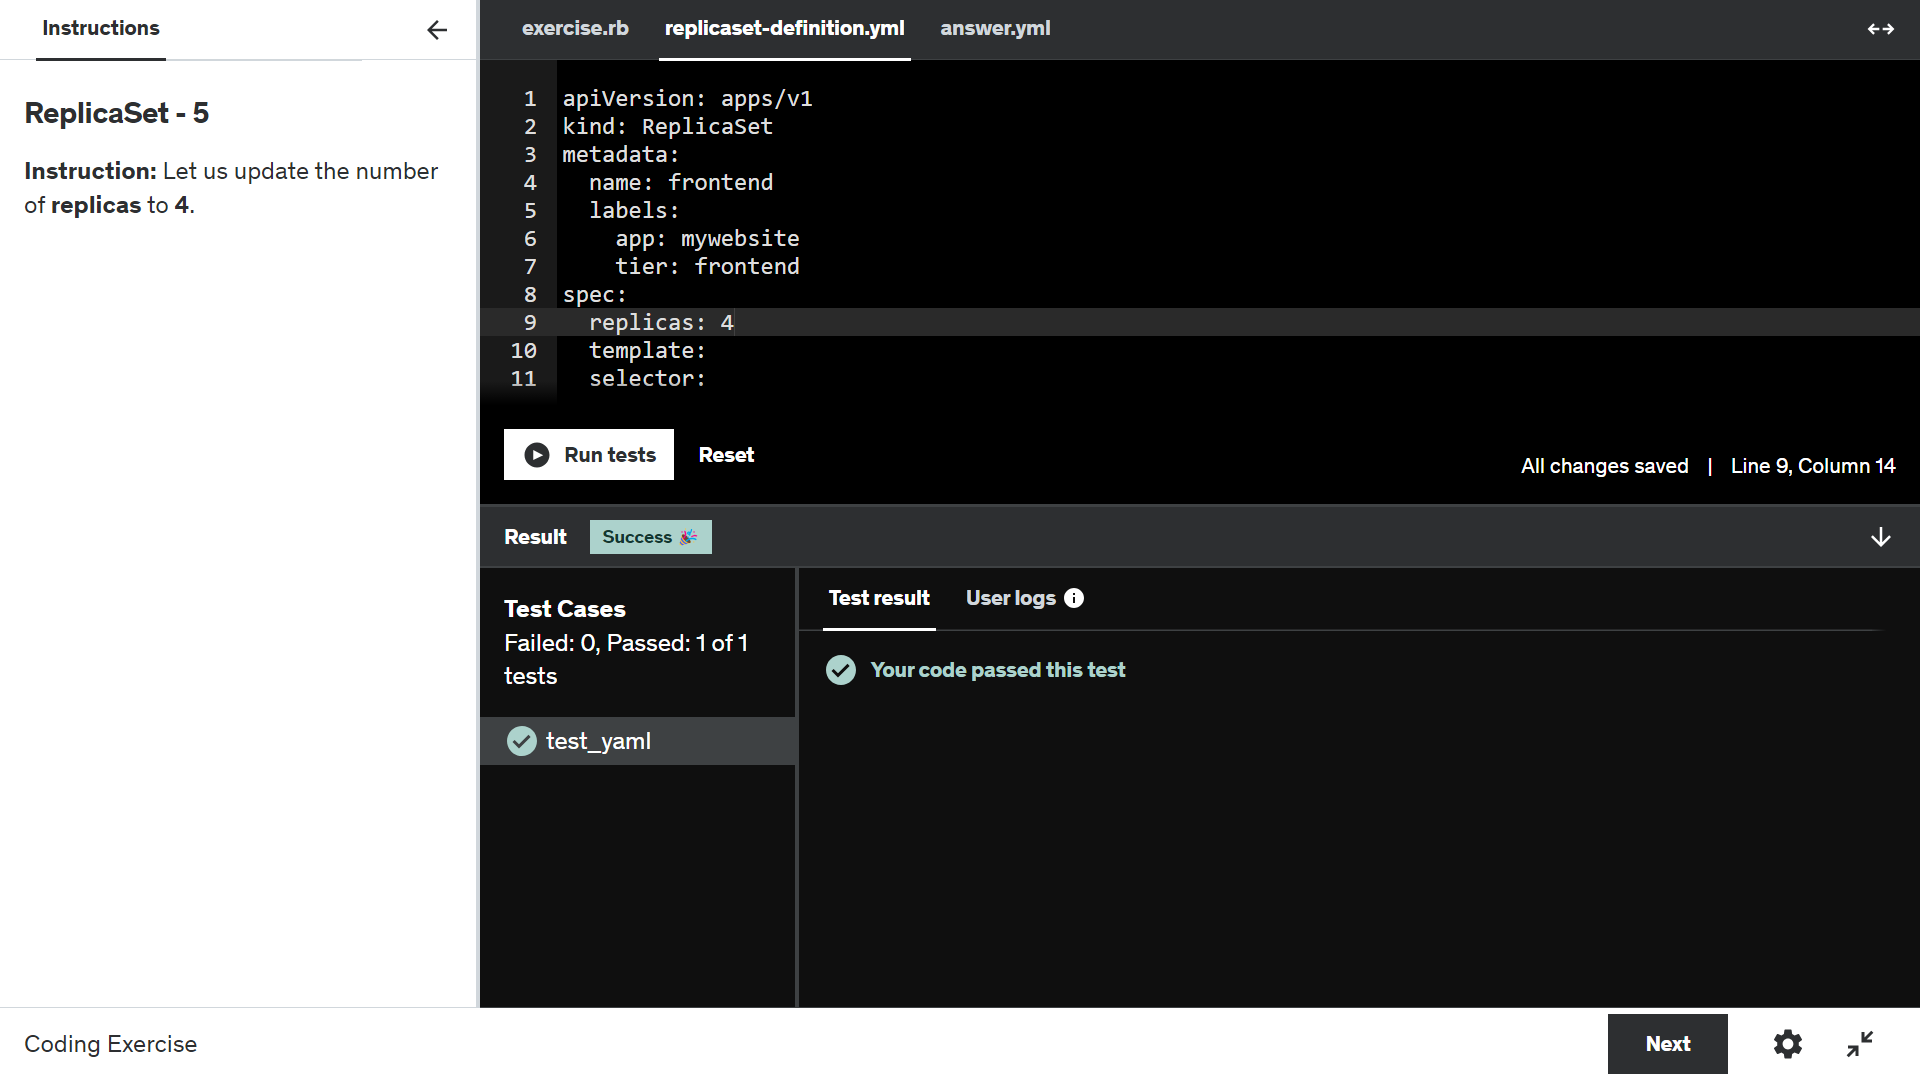 Instructions
ReplicaSet - 5
Instruction: Let us update the number
of replicas to 4.
exercise.rb
replicaset-definition.yml
answer.yml
1 apiVersion: apps/v1
2 kind: ReplicaSet
3 metadata:
4   name: frontend
5   labels:
6     app: mywebsite
7     tier: frontend
8 spec:
9   replicas: 4
10   template:
11   selector:
Run tests
Reset
All changes saved | Line 9, Column 14
Result
Success 🎉
Test Cases
Failed: 0, Passed: 1 of 1
tests
test_yaml
Test result
User logs
Your code passed this test
Coding Exercise
Next